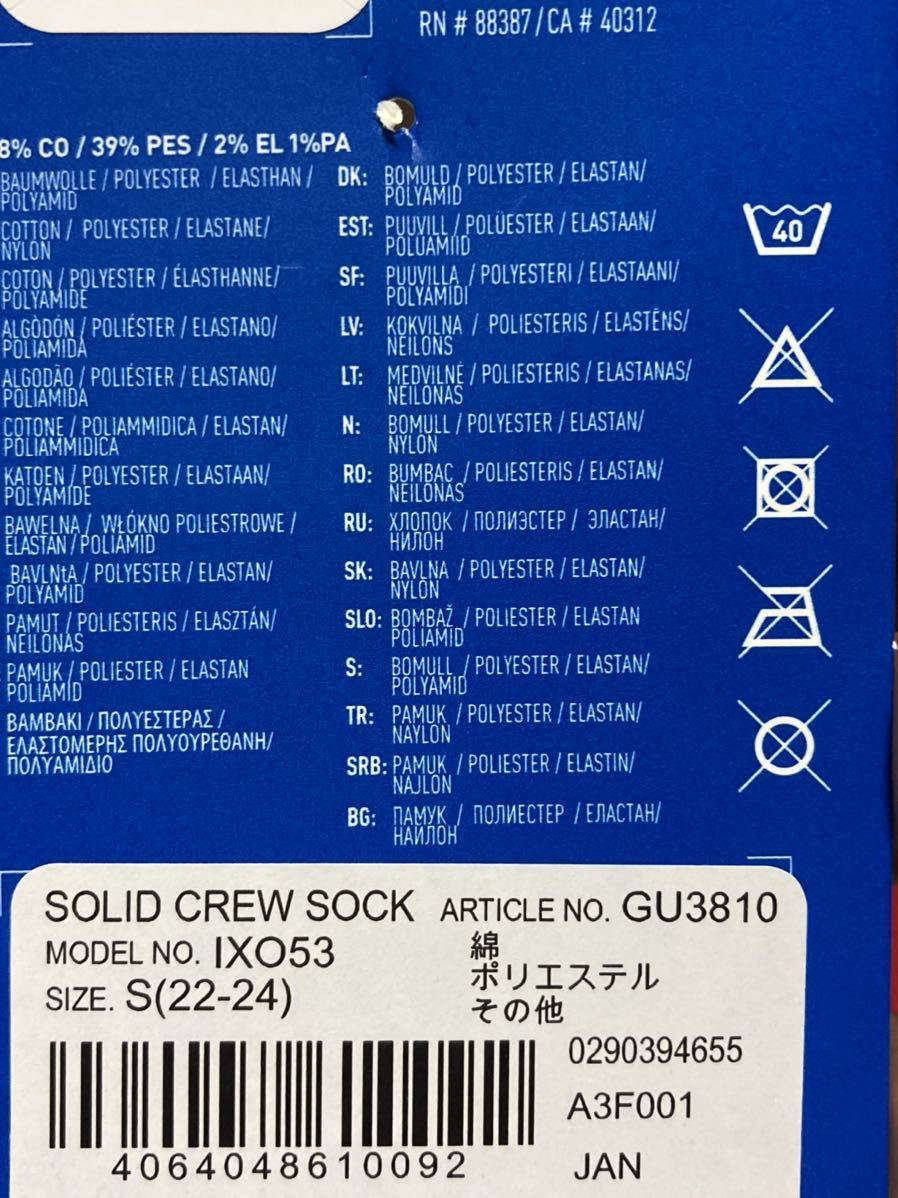 RN # 88387/CA # 40312
8% CO / 39% PES / 2% EL 1%PA
BAUMWOLLE / POLYESTER / ELASTHAN /
POLYAMID
COTTON / POLYESTER / ELASTANE/
NYLON
COTON / POLYESTER / ÉLASTHANNE/
POLYAMIDE
ALGÒDÓN / POLIÉSTER / ELASTANO/
POLIAMIDA
ALGODÃO / POLIÉSTER / ELASTANO/
POLIAMIDA
COTONE / POLIAMMIDICA / ELASTAN/
POLIAMMIDICA
KATOEN / POLYESTER / ELASTAAN/
POLYAMIDE
BAWELNA / WŁÓKNO POLIESTROWE /
ELASTAN / POLIAMID
BAVLNtA / POLYESTER / ELASTAN/
POLYAMID
PAMUT / POLIESTERIS / ELASZTÁN/
NEILONAS
PAMUK / POLIESTER / ELASTAN
POLIAMID
ΒΑΜΒΑΚΙ / ΠΟΛΥΕΣΤΕΡΑΣ /
ΕΛΑΣΤΟΜΕΡΗΣ ΠΟΛΥΟΥΡΕΘΑΝΗ/
ΠΟΛΥΑΜΙΔΙΟ
DK: BOMULD / POLYESTER / ELASTAN/
POLYAMID
EST: PUUVILL / POLÜESTER / ELASTAAN/
POLUAMIID
SF: PUUVILLA / POLYESTERI / ELASTAANI/
POLYAMIDI
LV: KOKVILNA / POLIESTERIS / ELASTĒNS/
NEILONS
LT: MEDVILNĖ / POLIESTERIS / ELASTANAS/
NEILONAS
N: BOMULL / POLYESTER / ELASTAN/
NYLON
RO: BUMBAC / POLIESTERIS / ELASTAN/
NEILONAS
RU: ХЛОПОК / ПОЛИЭСТЕР / ЭЛАСТАН/
НИЛОН
SK: BAVLNA / POLYESTER / ELASTAN/
NYLON
SLO: BOMBAŽ / POLIESTER / ELASTAN
POLIAMID
S: BOMULL / POLYESTER / ELASTAN/
POLYAMID
TR: PAMUK / POLYESTER / ELASTAN/
NAYLON
SRB: PAMUK / POLIESTER / ELASTIN/
NAJLON
BG: ПАМУК / ПОЛИЕСТЕР / ЕЛАСТАН/
НАЙЛОН
40
SOLID CREW SOCK ARTICLE NO. GU3810
MODEL NO. IXO53
SIZE. S(22-24)
綿
ポリエステル
その他
0290394655
A3F001
4064048610092
JAN